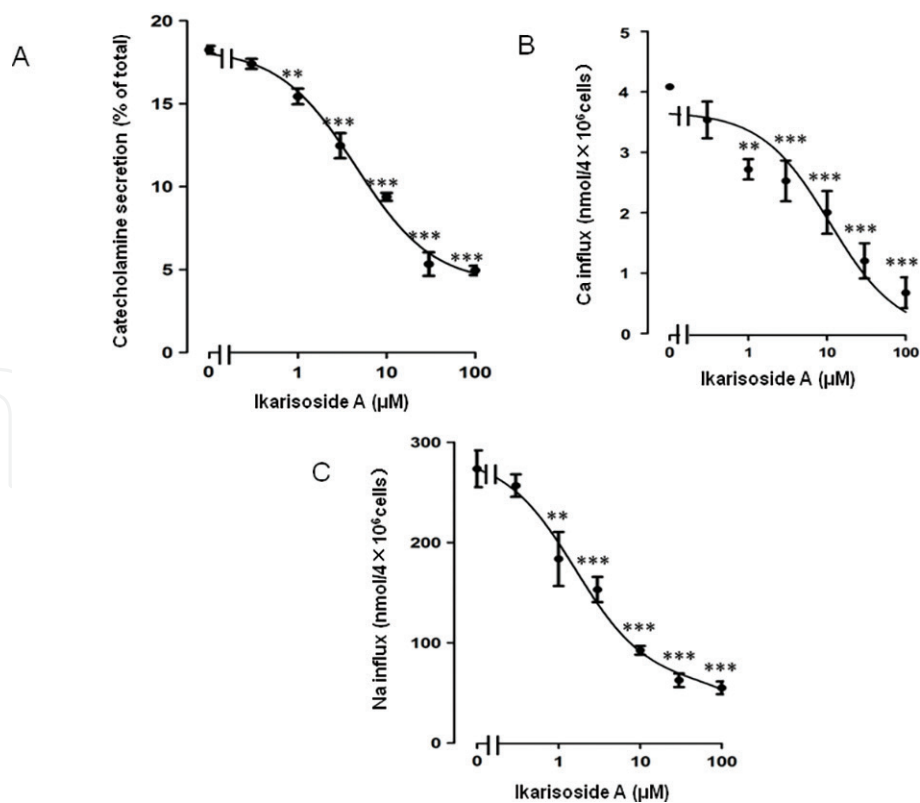 A
Catecholamine secretion (% of total)
20
15
10
5
0
**
***
***
***
***
0 1 10 100
Ikarisoside A (µM)
B
Ca influx (nmol/4×10⁶cells)
4
3
2
1
0
**
***
***
***
***
0 1 10 100
Ikarisoside A (µM)
C
Na influx (nmol/4×10⁶cells)
300
200
100
0
**
***
***
***
***
0 1 10 100
Ikarisoside A (µM)